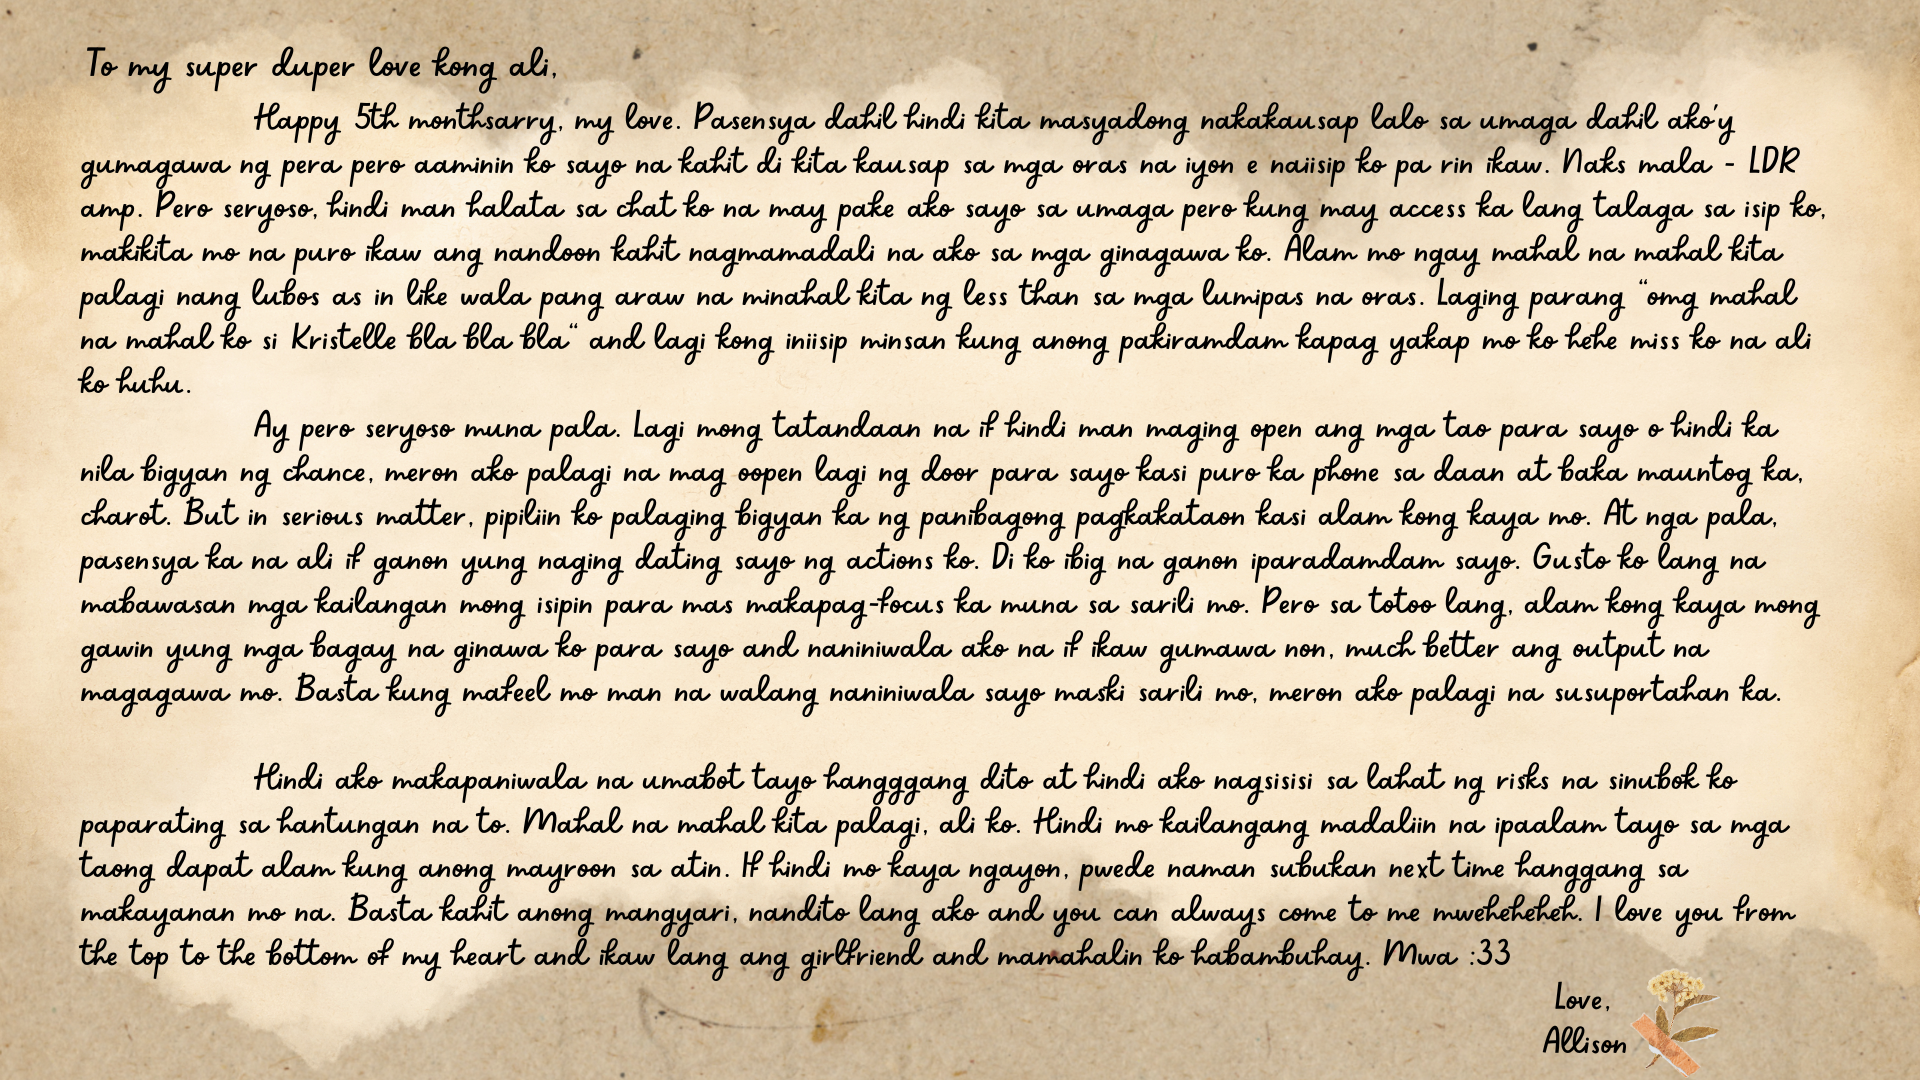 To my super duper love kong ali,
Happy 5th monthsarry, my love. Pasensya dahil hindi kita masyadong nakakausap lalo sa umaga dahil ako'y
gumagawa ng pera pero aaminin ko sayo na kahit di kita kausap sa mga oras na iyon e naiisip ko pa rin ikaw. Naks mala - LDR
amp. Pero seryoso, hindi man halata sa chat ko na may pake ako sayo sa umaga pero kung may access ka lang talaga sa isip ko,
makikita mo na puro ikaw ang nandoon kahit nagmamadali na ako sa mga ginagawa ko. Alam mo ngay mahal na mahal kita
palagi nang lubos as in like wala pang araw na minahal kita ng less than sa mga lumipas na oras. Laging parang “omg mahal
na mahal ko si Kristelle bla bla bla“ and lagi kong iniisip minsan kung anong pakiramdam kapag yakap mo ko hehe miss ko na ali
ko huhu.
Ay pero seryoso muna pala. Lagi mong tatandaan na if hindi man maging open ang mga tao para sayo o hindi ka
nila bigyan ng chance, meron ako palagi na mag oopen lagi ng door para sayo kasi puro ka phone sa daan at baka mauntog ka,
charot. But in serious matter, pipiliin ko palaging bigyan ka ng panibagong pagkakataon kasi alam kong kaya mo. At nga pala,
pasensya ka na ali if ganon yung naging dating sayo ng actions ko. Di ko ibig na ganon iparadamdam sayo. Gusto ko lang na
mabawasan mga kailangan mong isipin para mas makapag-focus ka muna sa sarili mo. Pero sa totoo lang, alam kong kaya mong
gawin yung mga bagay na ginawa ko para sayo and naniniwala ako na if ikaw gumawa non, much better ang output na
magagawa mo. Basta kung mafeel mo man na walang naniniwala sayo maski sarili mo, meron ako palagi na susuportahan ka.
Hindi ako makapaniwala na umabot tayo hangggang dito at hindi ako nagsisisi sa lahat ng risks na sinubok ko
paparating sa hantungan na to. Mahal na mahal kita palagi, ali ko. Hindi mo kailangang madaliin na ipaalam tayo sa mga
taong dapat alam kung anong mayroon sa atin. If hindi mo kaya ngayon, pwede naman subukan next time hanggang sa
makayanan mo na. Basta kahit anong mangyari, nandito lang ako and you can always come to me mweheheheh. I love you from
the top to the bottom of my heart and ikaw lang ang girlfriend and mamahalin ko habambuhay. Mwa :33
Love,
Allison